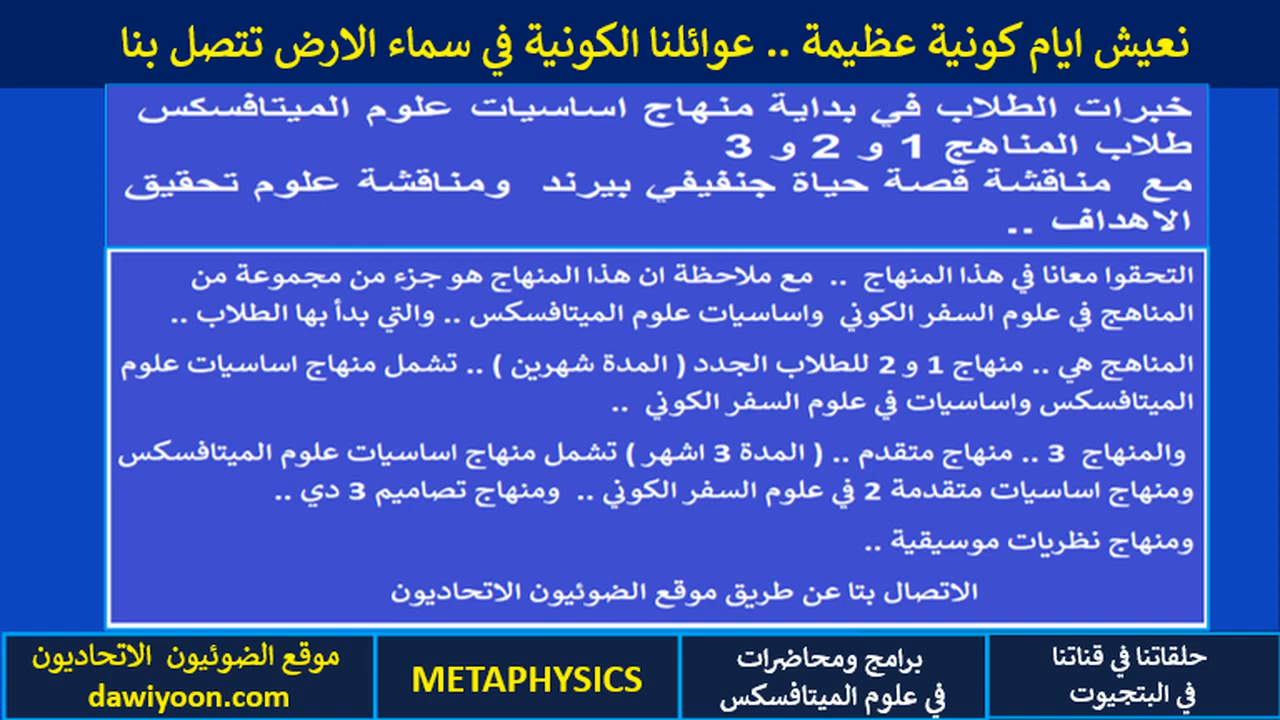 نعيش ايام كونية عظيمة .. عوائلنا الكونية في سماء الارض تتصل بنا
خبرات الطلاب في بداية منهاج اساسيات علوم الميتافسكس
طلاب المناهج 1 و 2 و 3
مع مناقشة قصة حياة جنفيفي بيرند ومناقشة علوم تحقيق
الاهداف ..
التحقوا معانا في هذا المنهاج .. مع ملاحظة ان هذا المنهاج هو جزء من مجموعة من
المناهج في علوم السفر الكوني واساسيات علوم الميتافسكس .. والتي بدأ بها الطلاب ..
المناهج هي .. منهاج 1 و 2 للطلاب الجدد ( المدة شهرين ) .. تشمل منهاج اساسيات علوم
الميتافسكس واساسيات في علوم السفر الكوني ..
والمنهاج 3 .. منهاج متقدم .. ( المدة 3 اشهر ) تشمل منهاج اساسيات علوم الميتافسكس
ومنهاج اساسيات متقدمة 2 في علوم السفر الكوني .. ومنهاج تصاميم 3 دي ..
ومنهاج نظريات موسيقية ..
الاتصال بتا عن طريق موقع الضوئيون الاتحاديون
حلقاتنا في قناتنا
في البتجيوت
برامج ومحاضرات
في علوم الميتافسكس
METAPHYSICS
موقع الضوئيون الاتحاديون
dawiyoon.com